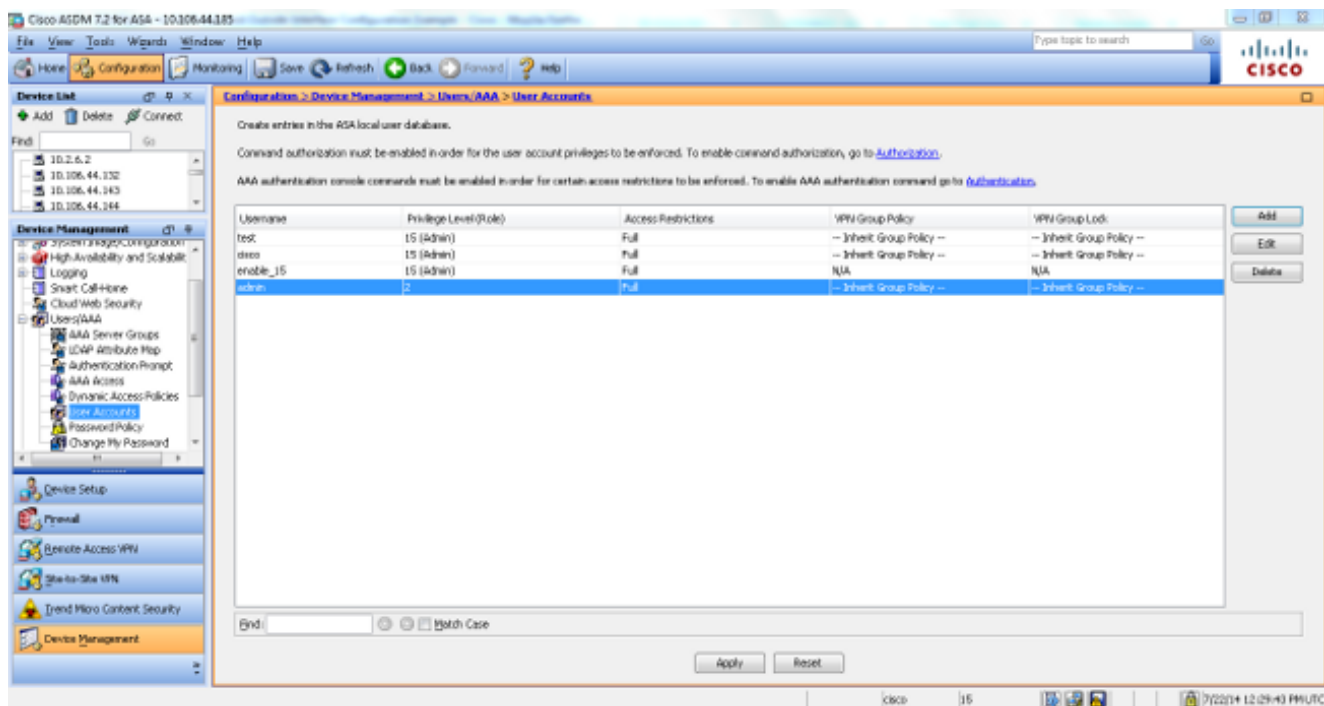 Cisco ASDM 7.2 for ASA - 10.106.44.185
File View Tools Wizards Window Help
Type topic to search Go
Home Configuration Monitoring Save Refresh Back Forward Help
CISCO
Device List
Add Delete Connect
Find: Go
10.2.6.2
10.106.44.132
10.106.44.143
10.106.44.144
Device Management
System Image/Configuration
High Availability and Scalabilit
Logging
Smart Call-Home
Cloud Web Security
Users/AAA
AAA Server Groups
LDAP Attribute Map
Authentication Prompt
AAA Access
Dynamic Access Policies
User Accounts
Password Policy
Change My Password
Device Setup
Firewall
Remote Access VPN
Site-to-Site VPN
Trend Micro Content Security
Device Management
Configuration > Device Management > Users/AAA > User Accounts
Create entries in the ASA local user database.
Command authorization must be enabled in order for the user account privileges to be enforced. To enable command authorization, go to Authorization.
AAA authentication console commands must be enabled in order for certain access restrictions to be enforced. To enable AAA authentication command go to Authentication.
Username Privilege Level (Role) Access Restrictions VPN Group Policy VPN Group Lock
test 15 (Admin) Full -- Inherit Group Policy -- -- Inherit Group Policy --
cisco 15 (Admin) Full -- Inherit Group Policy -- -- Inherit Group Policy --
enable_15 15 (Admin) Full N/A N/A
admin 2 Full -- Inherit Group Policy -- -- Inherit Group Policy --
Add
Edit
Delete
Find: Match Case
Apply Reset
cisco 15 7/22/14 12:29:43 PM UTC